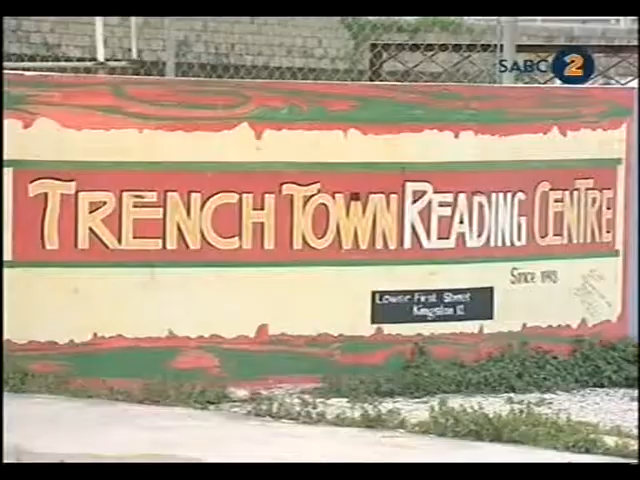 SABC 2
TRENCH TOWN READING CENTRE
Since 1993
Lower First Street
Kingston 12